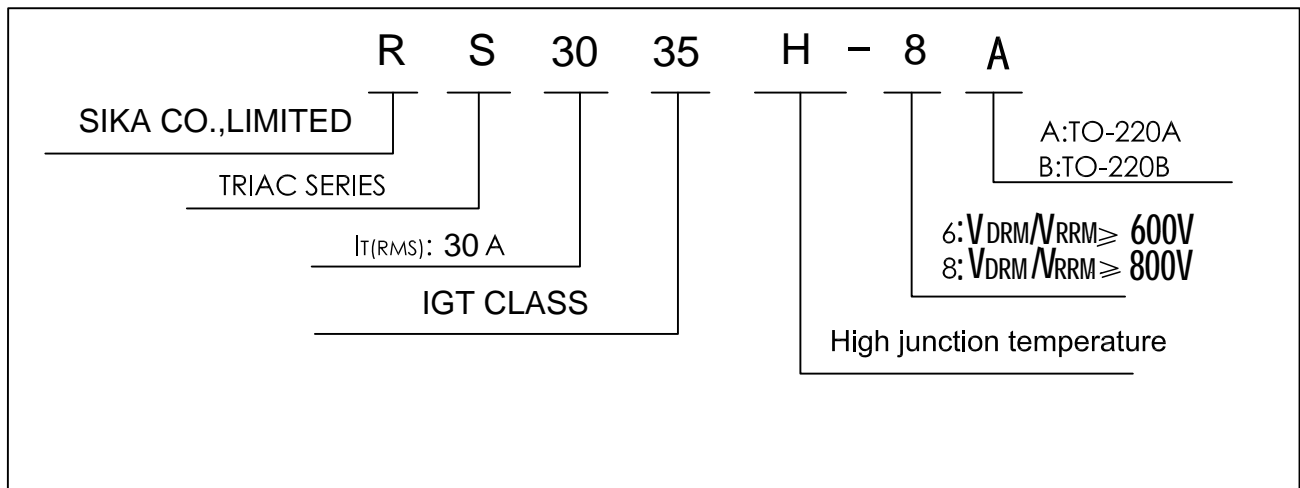 R S 30 35 H - 8 A
SIKA CO.,LIMITED
A:TO-220A
B:TO-220B
TRIAC SERIES
IT(RMS): 30 A
6:VDRM/VRRM≥ 600V
8:VDRM/VRRM≥ 800V
IGT CLASS
High junction temperature